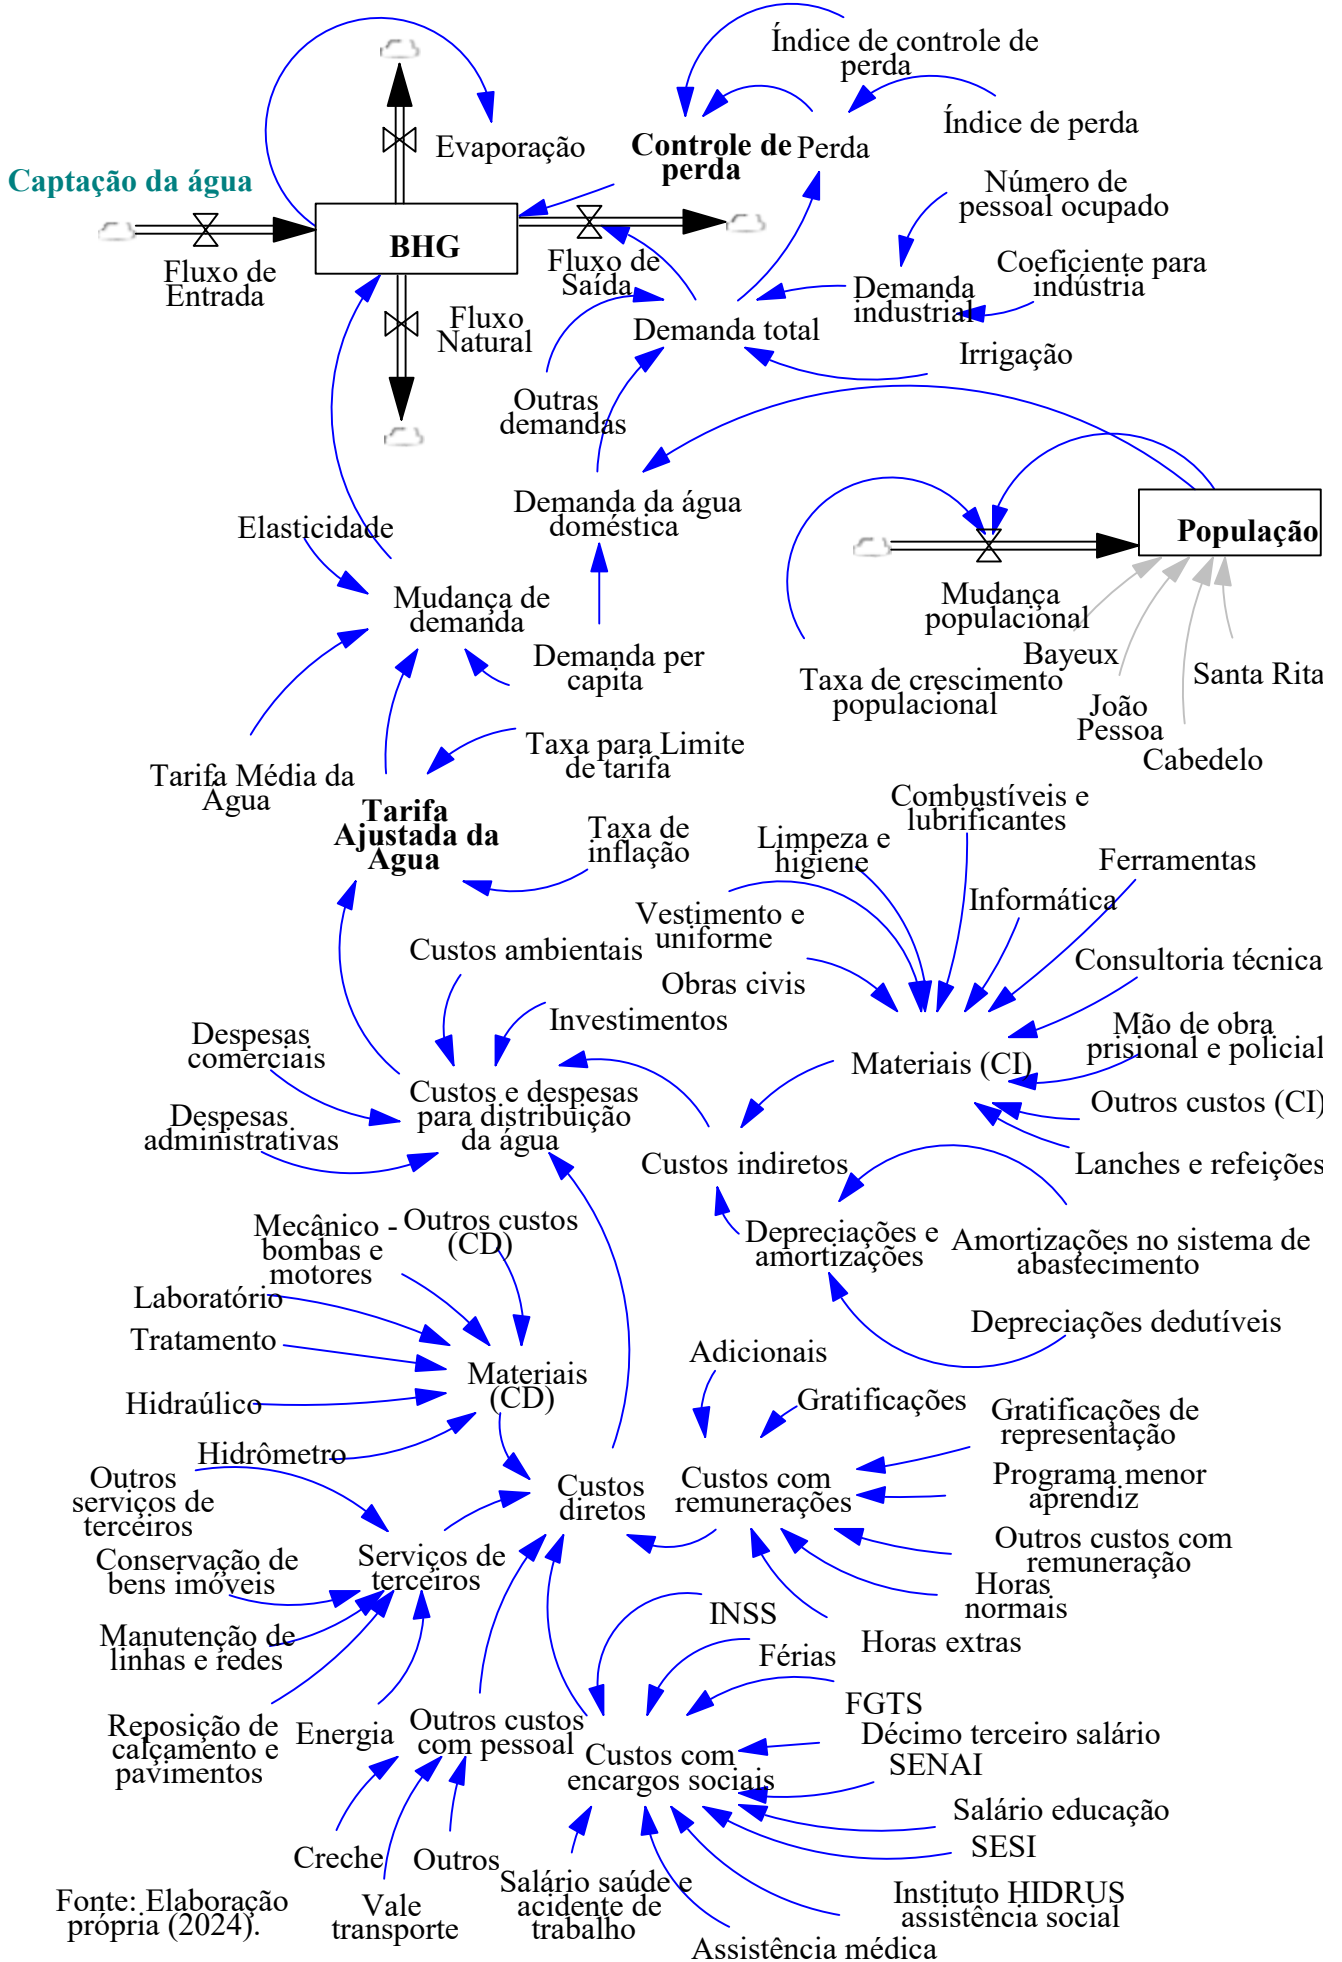 Índice de controle de
perda
Índice de perda
Evaporação
Controle de
perda
Perda
Captação da água
Número de
pessoal ocupado
BHG
Fluxo de
Entrada
Fluxo de
Saída
Coeficiente para
indústria
Demanda
industrial
Fluxo
Natural
Demanda total
Irrigação
Outras
demandas
Demanda da água
doméstica
Elasticidade
População
Mudança de
demanda
Mudança
populacional
Demanda per
capita
Bayeux
Santa Rita
Taxa de crescimento
populacional
João
Pessoa
Cabedelo
Taxa para Limite
de tarifa
Tarifa Média da
Agua
Tarifa
Ajustada da
Agua
Taxa de
inflação
Combustíveis e
lubrificantes
Limpeza e
higiene
Ferramentas
Informática
Vestimento e
uniforme
Custos ambientais
Obras civis
Consultoria técnica
Investimentos
Mão de obra
prisional e policial
Despesas
comerciais
Materiais (CI)
Custos e despesas
para distribuição
da água
Outros custos (CI)
Despesas
administrativas
Custos indiretos
Lanches e refeições
Mecânico -
bombas e
motores
Outros custos
(CD)
Depreciações e
amortizações
Amortizações no sistema de
abastecimento
Laboratório
Depreciações dedutíveis
Tratamento
Adicionais
Materiais
(CD)
Hidraúlico
Gratificações
Gratificações de
representação
Hidrômetro
Outros
serviços de
terceiros
Custos
diretos
Custos com
remunerações
Programa menor
aprendiz
Outros custos com
remuneração
Conservação de
bens imóveis
Serviços de
terceiros
Horas
normais
INSS
Manutenção de
linhas e redes
Horas extras
Férias
FGTS
Reposição de
calçamento e
pavimentos
Energia
Outros custos
com pessoal
Décimo terceiro salário
Custos com
encargos sociais
SENAI
Salário educação
SESI
Creche
Outros
Salário saúde e
acidente de
trabalho
Instituto HIDRUS
assistência social
Vale
transporte
Assistência médica
Fonte: Elaboração
própria (2024).